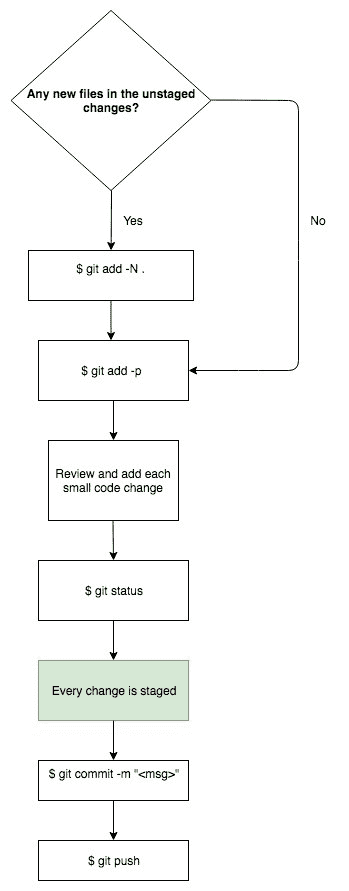 Any new files in the unstaged
changes?
Yes
No
$ git add -N .
$ git add -p
Review and add each
small code change
$ git status
Every change is staged
$ git commit -m "<msg>"
$ git push